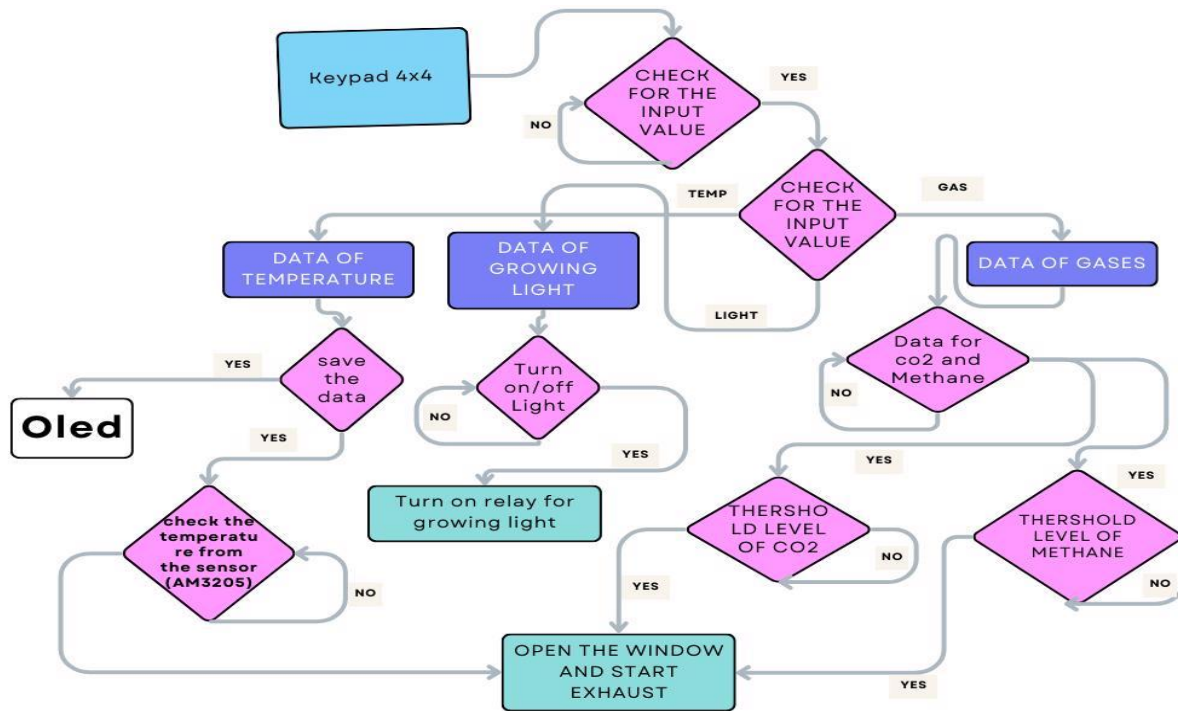 Keypad 4x4
CHECK
FOR THE
INPUT
VALUE
YES
NO
CHECK
FOR THE
INPUT
VALUE
TEMP
GAS
LIGHT
DATA OF
TEMPERATURE
DATA OF
GROWING
LIGHT
DATA OF GASES
save
the
data
YES
YES
Oled
Turn
on/off
Light
NO
YES
Data for
co2 and
Methane
NO
YES
YES
Turn on relay for
growing light
check the
temperatu
re from
the sensor
(AM3205)
NO
THERSHO
LD LEVEL
OF CO2
NO
YES
THERSHOLD
LEVEL OF
METHANE
NO
YES
OPEN THE WINDOW
AND START
EXHAUST